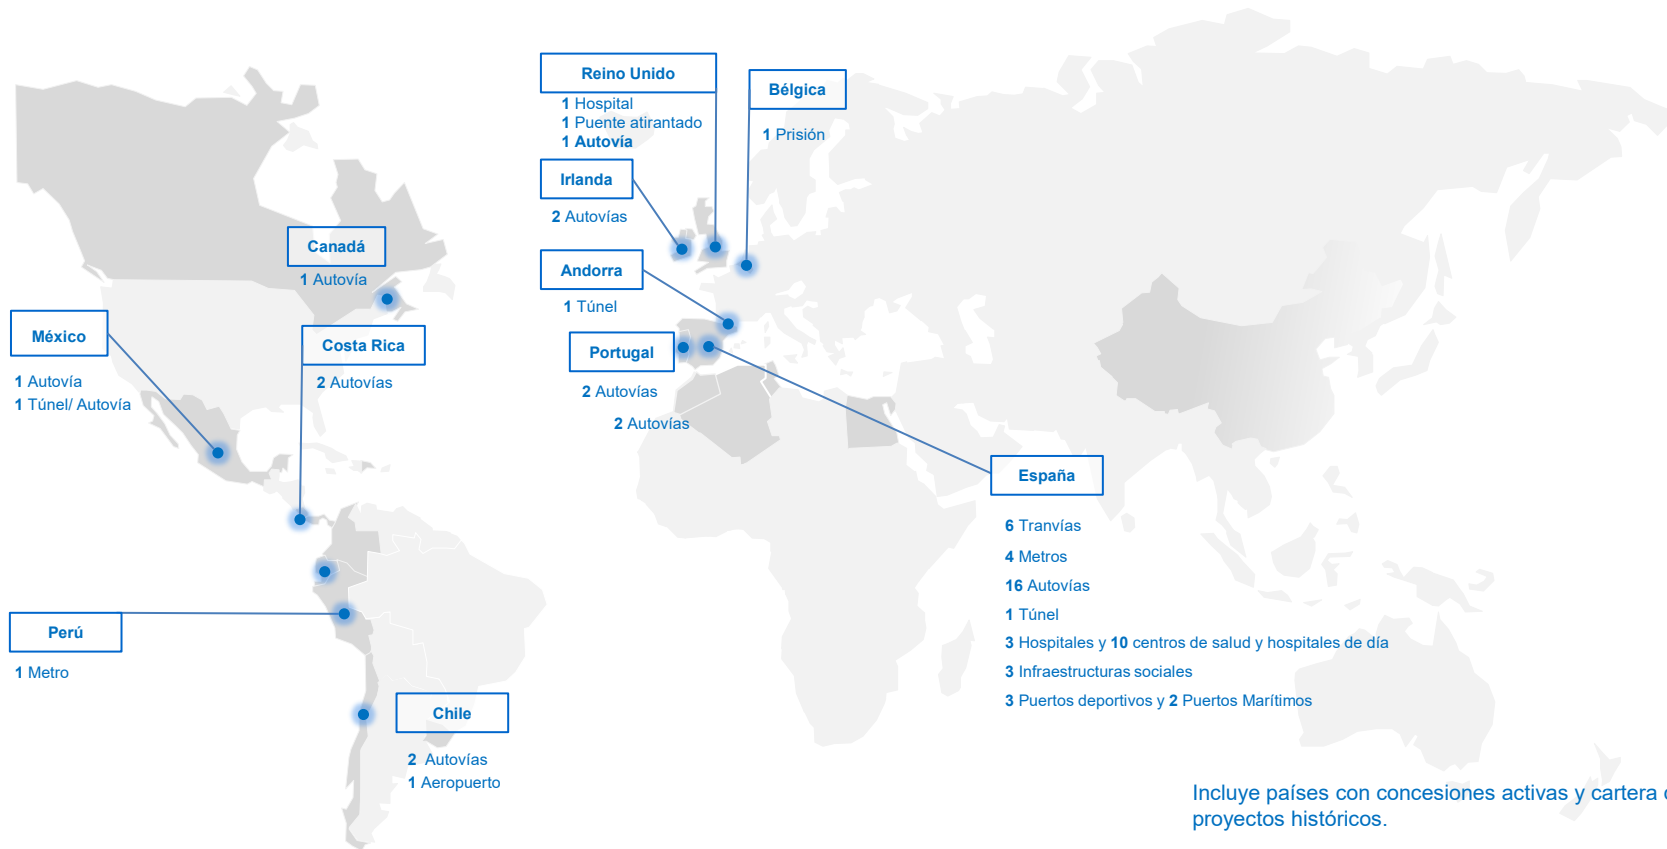 Reino Unido
1 Hospital
1 Puente atirantado
1 Autovía
Bélgica
1 Prisión
Irlanda
2 Autovías
Canadá
1 Autovía
Andorra
1 Túnel
México
1 Autovía
1 Túnel/ Autovía
Costa Rica
2 Autovías
Portugal
2 Autovías
2 Autovías
España
6 Tranvías
4 Metros
16 Autovías
1 Túnel
3 Hospitales y 10 centros de salud y hospitales de día
3 Infraestructuras sociales
3 Puertos deportivos y 2 Puertos Marítimos
Perú
1 Metro
Chile
2 Autovías
1 Aeropuerto
Incluye países con concesiones activas y cartera
proyectos históricos.